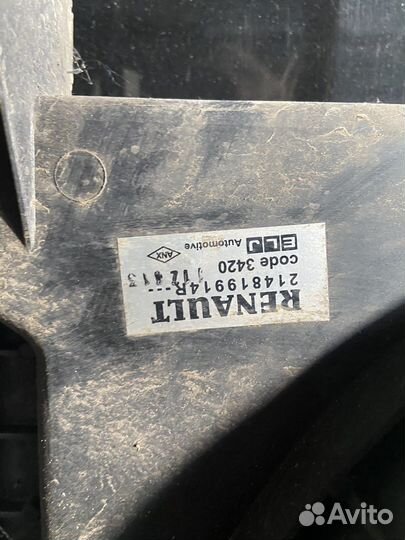 RENAULT
214819914R
code 3420
ELJ Automotive
ANX
Avito